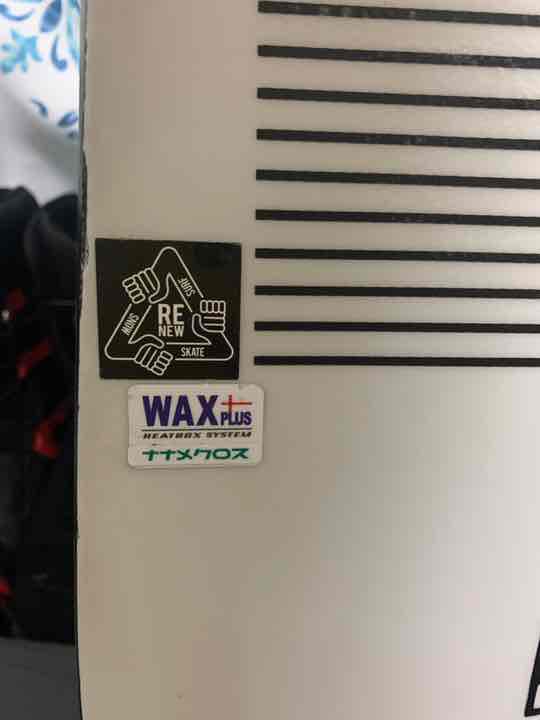 SURF
RE
NEW
SNOW
SKATE
WAX+
PLUS
HEATBOX SYSTEM
ナナメクロス